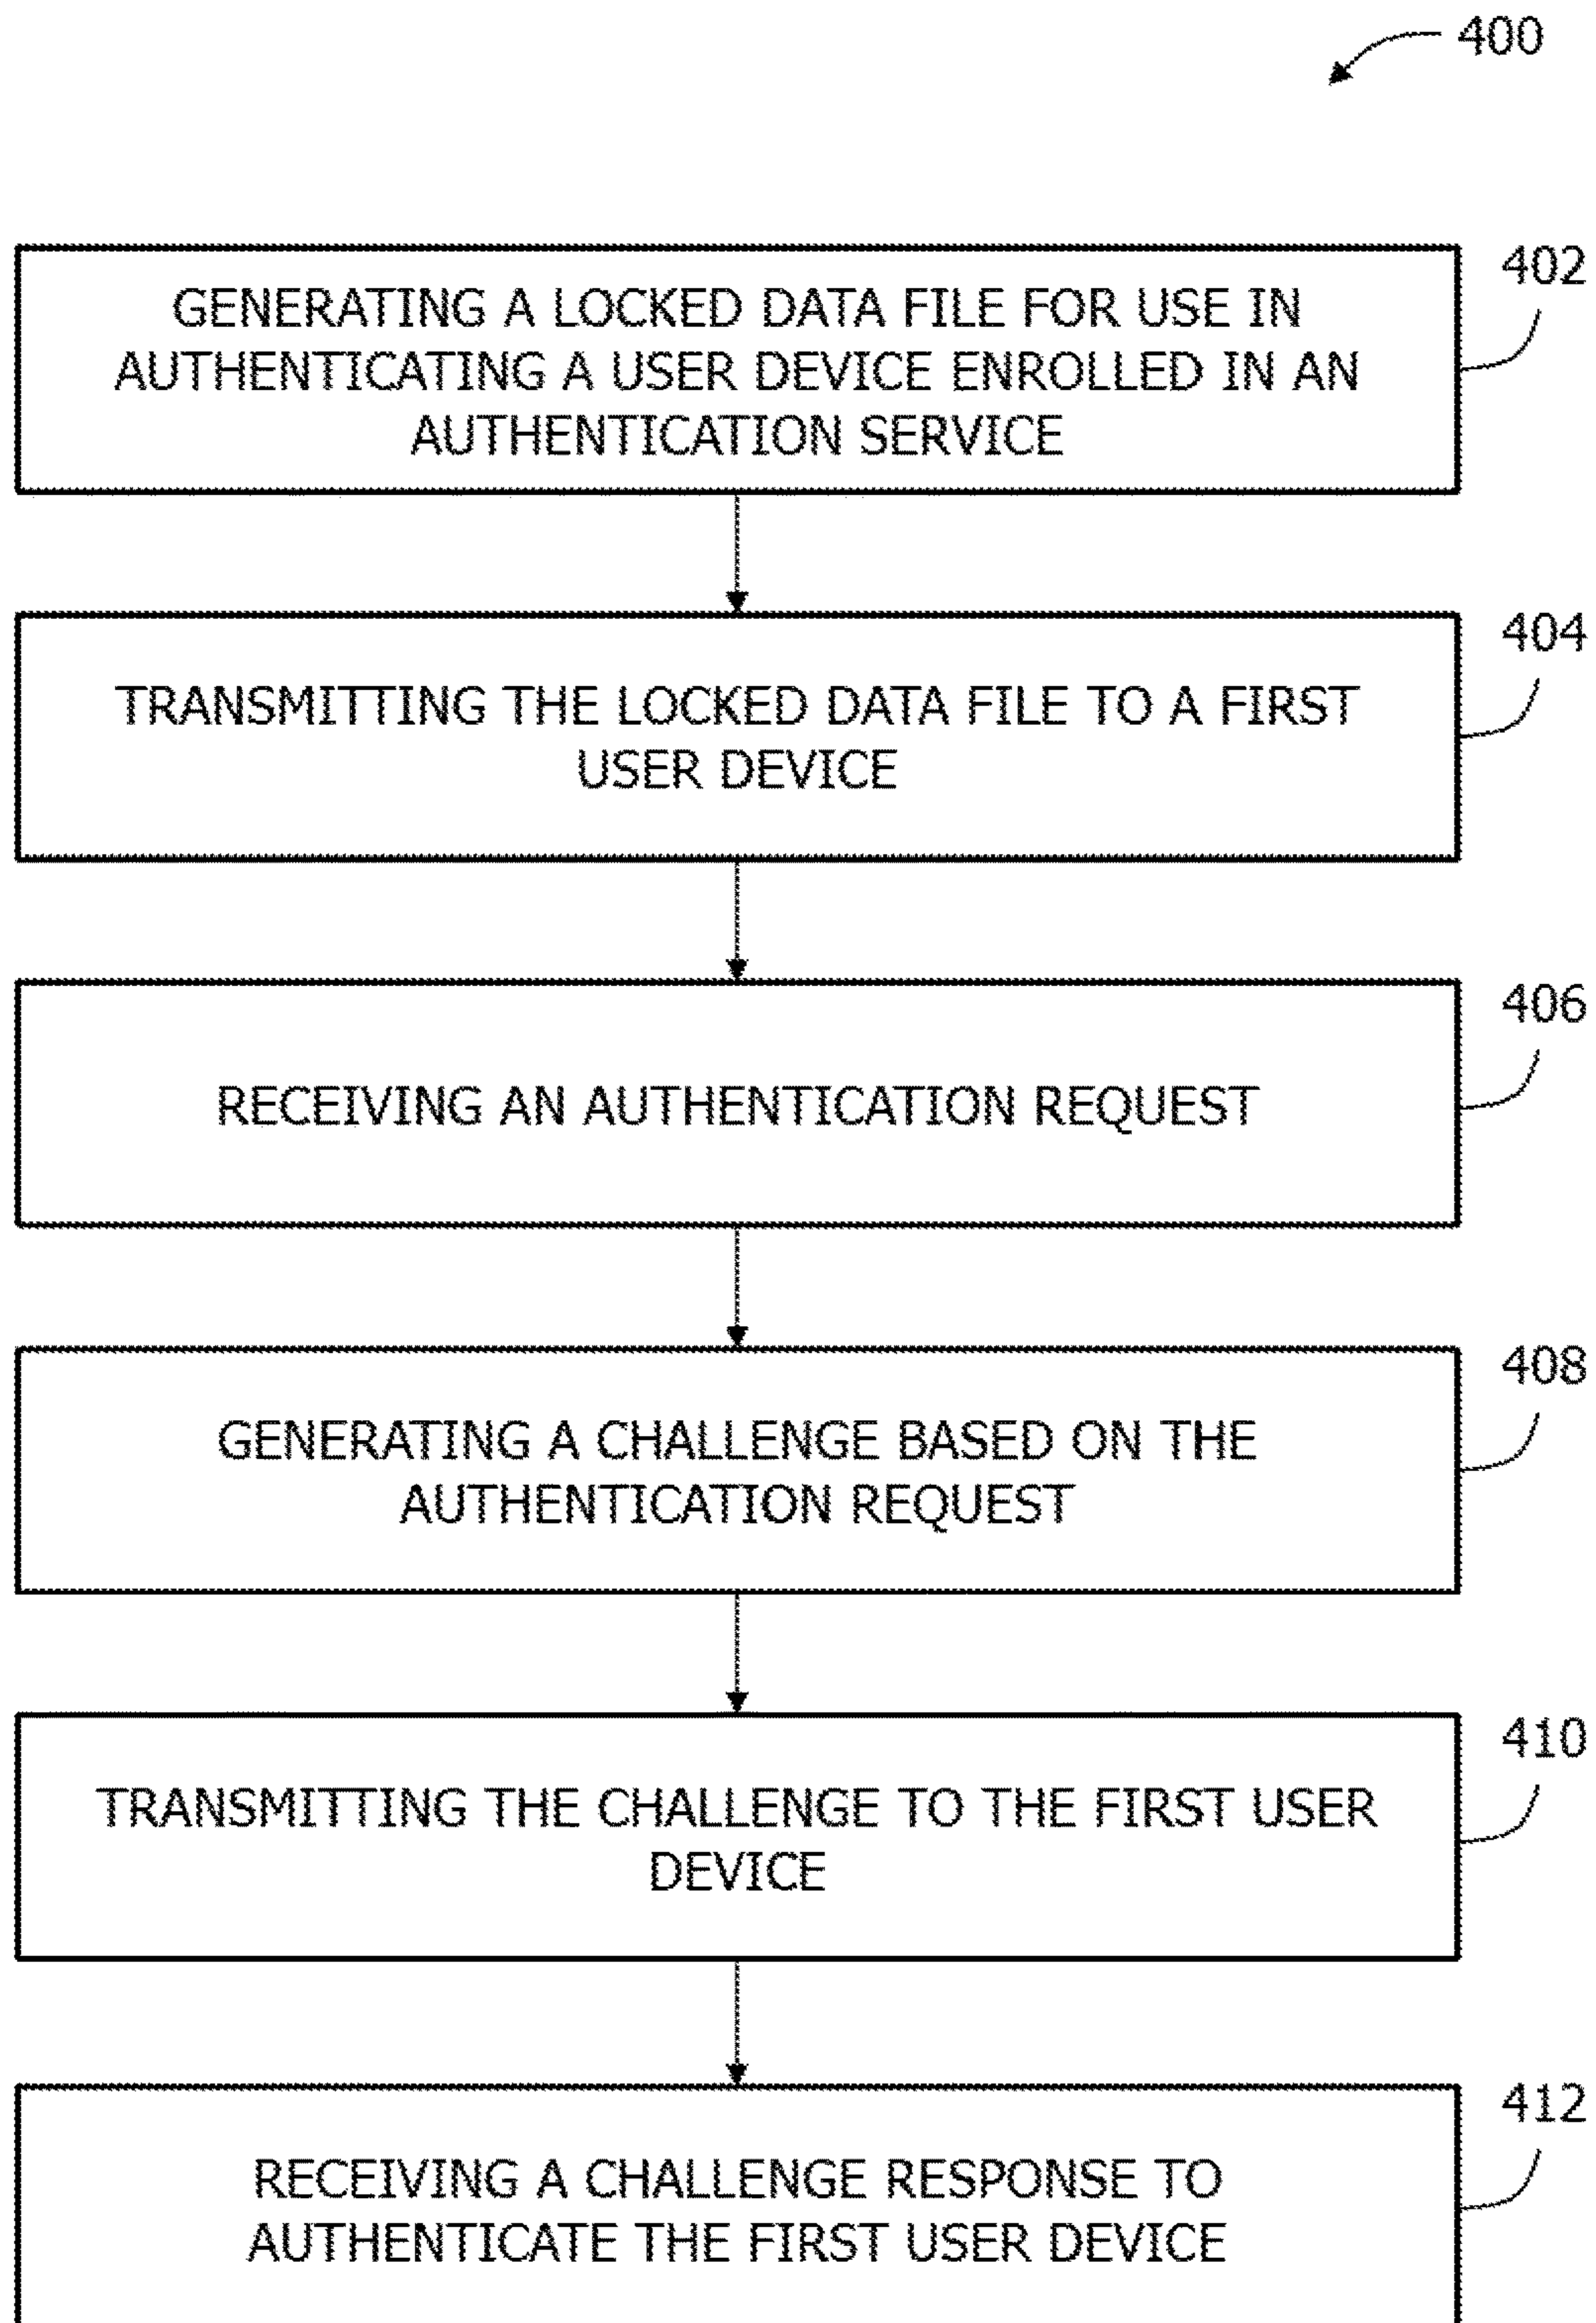 400
402
GENERATING A LOCKED DATA FILE FOR USE IN
AUTHENTICATING A USER DEVICE ENROLLED IN AN
AUTHENTICATION SERVICE
404
TRANSMITTING THE LOCKED DATA FILE TO A FIRST
USER DEVICE
406
RECEIVING AN AUTHENTICATION REQUEST
408
GENERATING A CHALLENGE BASED ON THE
AUTHENTICATION REQUEST
410
TRANSMITTING THE CHALLENGE TO THE FIRST USER
DEVICE
412
RECEIVING A CHALLENGE RESPONSE TO
AUTHENTICATE THE FIRST USER DEVICE